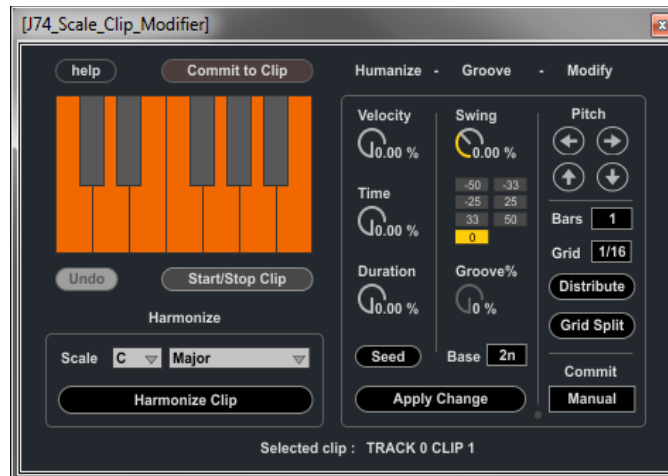 [J74_Scale_Clip_Modifier]
help
Commit to Clip
Humanize - Groove - Modify
Velocity
Swing
Pitch
0.00 %
0.00 %
-50 -33
-25 25
33 50
0
Time
0.00 %
Bars 1
Grid 1/16
Undo
Start/Stop Clip
Duration
Groove%
Distribute
0.00 %
0 %
Harmonize
Grid Split
Scale C Major
Seed
Base 2n
Commit
Harmonize Clip
Apply Change
Manual
Selected clip : TRACK 0 CLIP 1